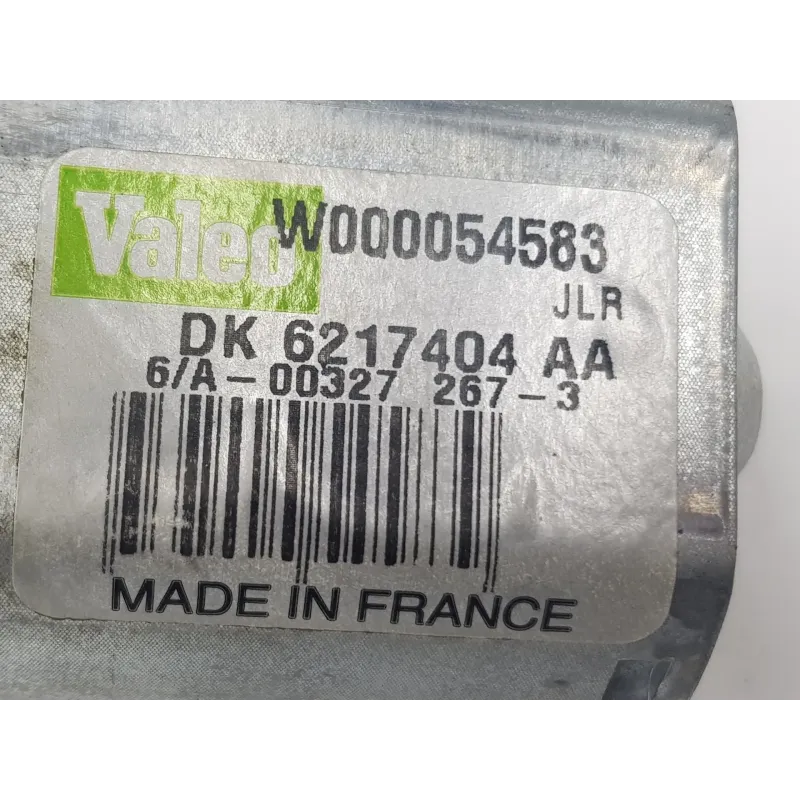 Valeo W000054583
JLR
DK 6217404 AA
6/A-00327 267-3
MADE IN FRANCE